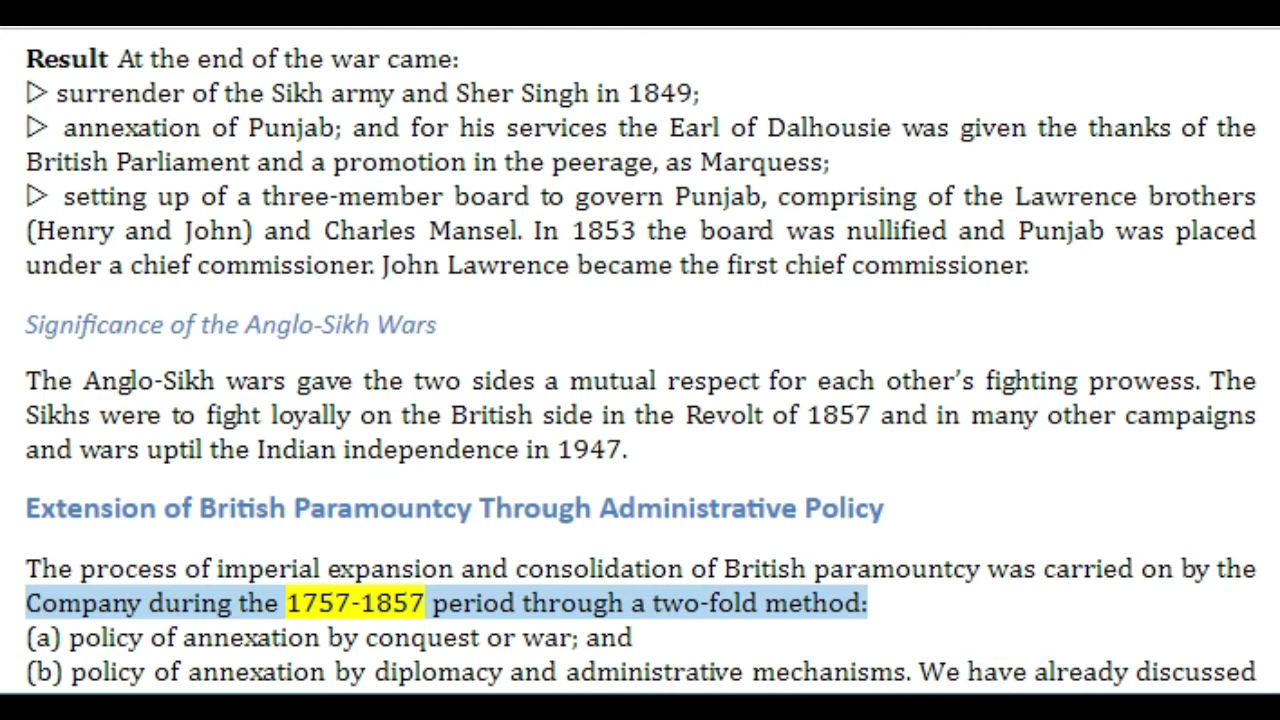 Result At the end of the war came:
▷ surrender of the Sikh army and Sher Singh in 1849;
▷ annexation of Punjab; and for his services the Earl of Dalhousie was given the thanks of the
British Parliament and a promotion in the peerage, as Marquess;
▷ setting up of a three-member board to govern Punjab, comprising of the Lawrence brothers
(Henry and John) and Charles Mansel. In 1853 the board was nullified and Punjab was placed
under a chief commissioner. John Lawrence became the first chief commissioner.
Significance of the Anglo-Sikh Wars
The Anglo-Sikh wars gave the two sides a mutual respect for each other’s fighting prowess. The
Sikhs were to fight loyally on the British side in the Revolt of 1857 and in many other campaigns
and wars uptil the Indian independence in 1947.
Extension of British Paramountcy Through Administrative Policy
The process of imperial expansion and consolidation of British paramountcy was carried on by the
Company during the 1757-1857 period through a two-fold method:
(a) policy of annexation by conquest or war; and
(b) policy of annexation by diplomacy and administrative mechanisms. We have already discussed